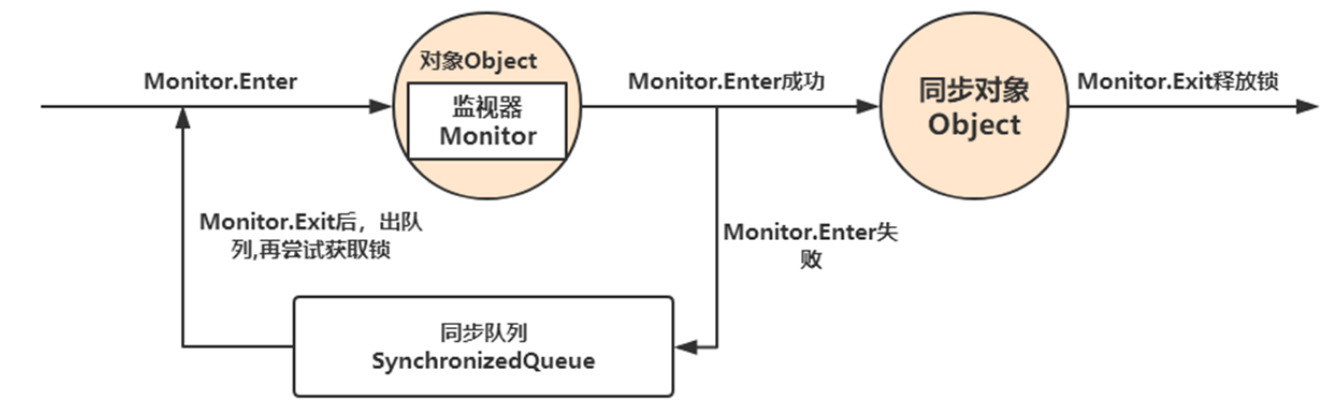 Monitor.Enter
对象Object
监视器
Monitor
Monitor.Enter成功
同步对象
Object
Monitor.Exit释放锁
Monitor.Exit后，出队
列,再尝试获取锁
Monitor.Enter失
败
同步队列
SynchronizedQueue